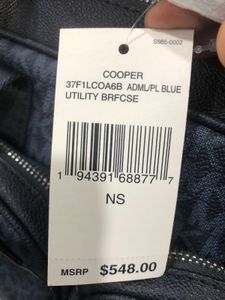 S985-0002
COOPER
37F1LCOA6B ADML/PL BLUE
UTILITY BRFCSE
1 94391 68877 7
NS
MSRP $548.00